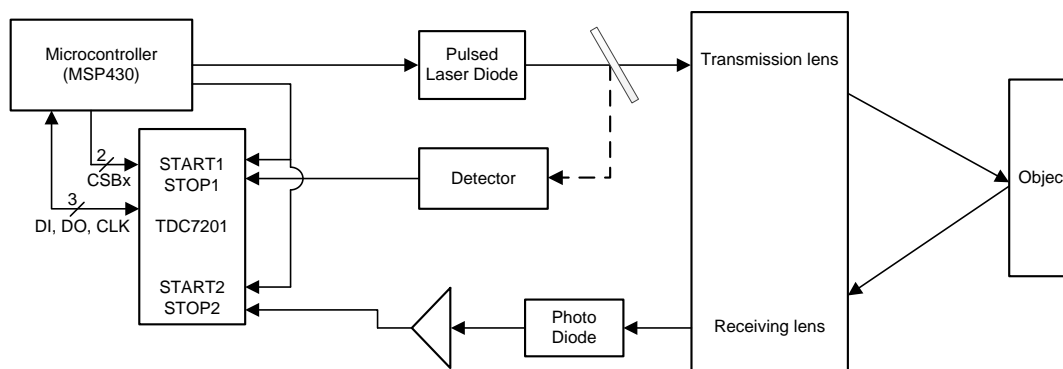 Microcontroller
(MSP430)
Pulsed
Laser Diode
Transmission lens
2
CSBx
START1
STOP1
Detector
3
DI, DO, CLK
TDC7201
START2
STOP2
Photo
Diode
Receiving lens
Objec